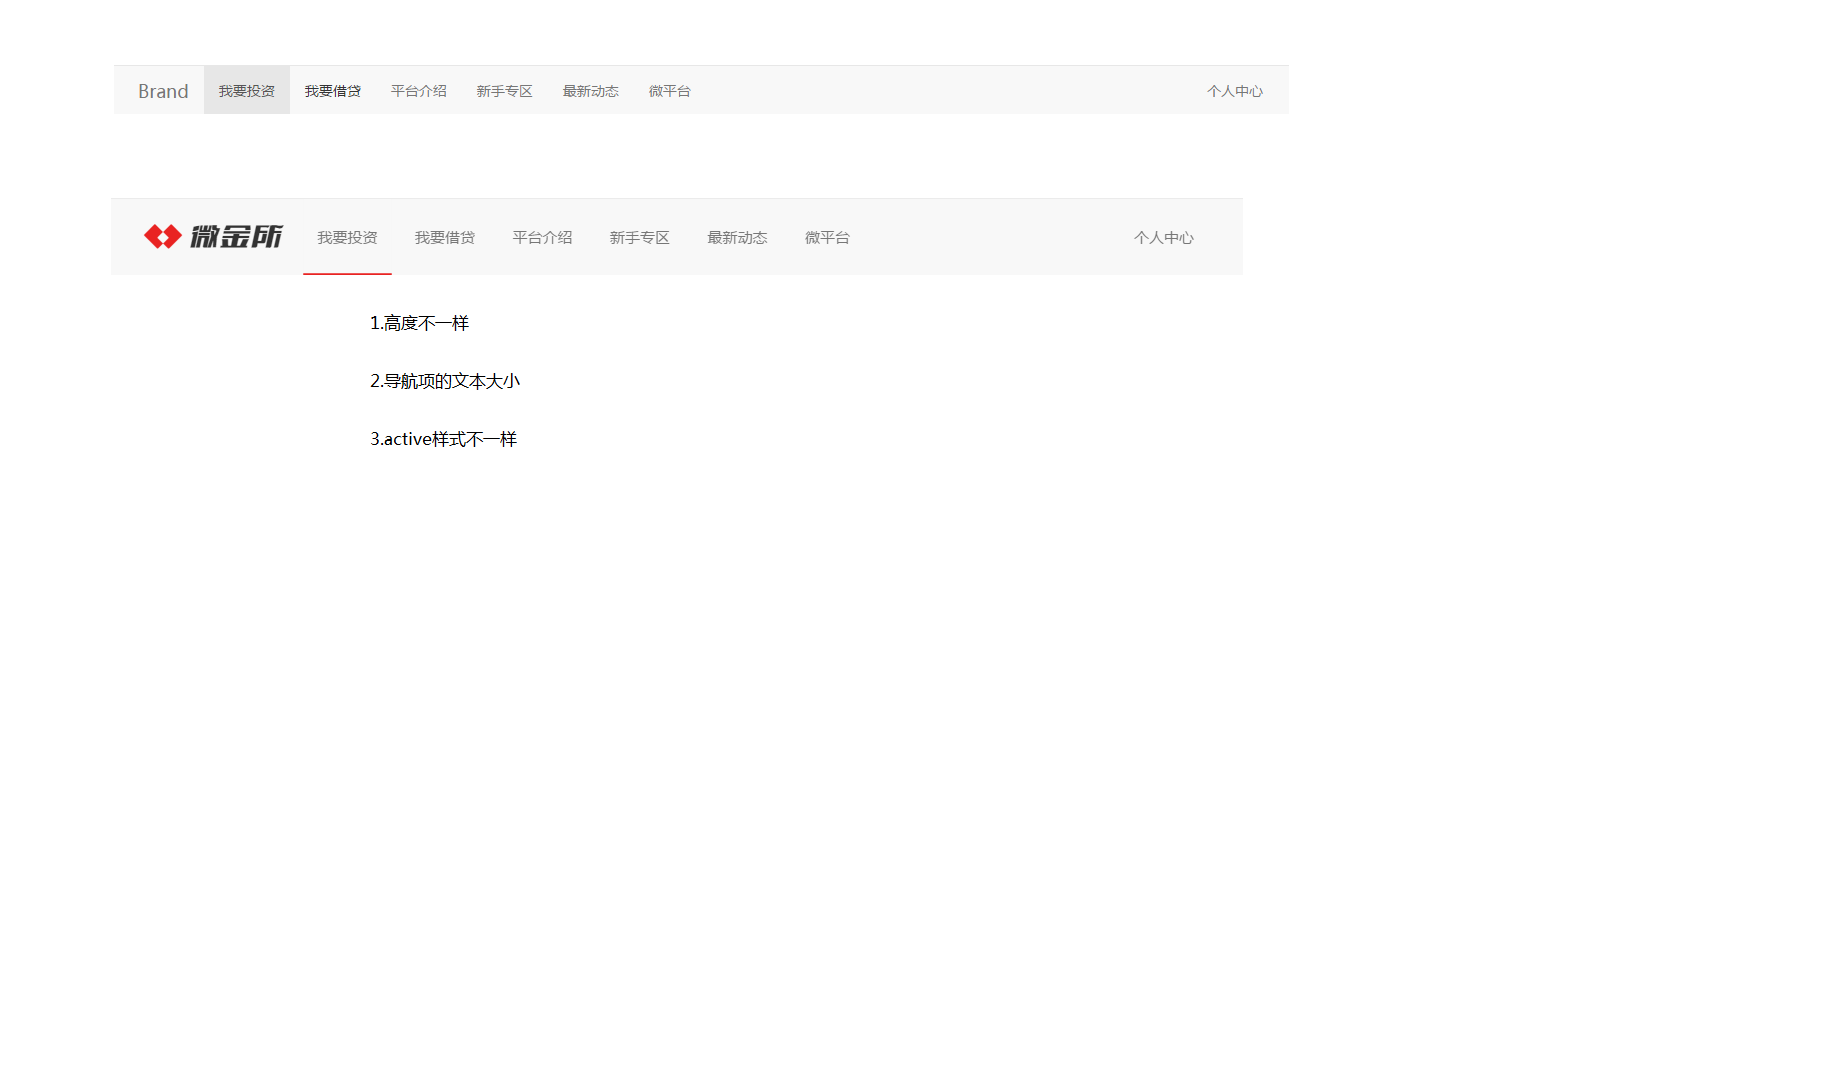 Brand 我要投资 我要借贷 平台介绍 新手专区 最新动态 微平台 个人中心
微金所 我要投资 我要借贷 平台介绍 新手专区 最新动态 微平台 个人中心
1.高度不一样
2.导航项的文本大小
3.active样式不一样